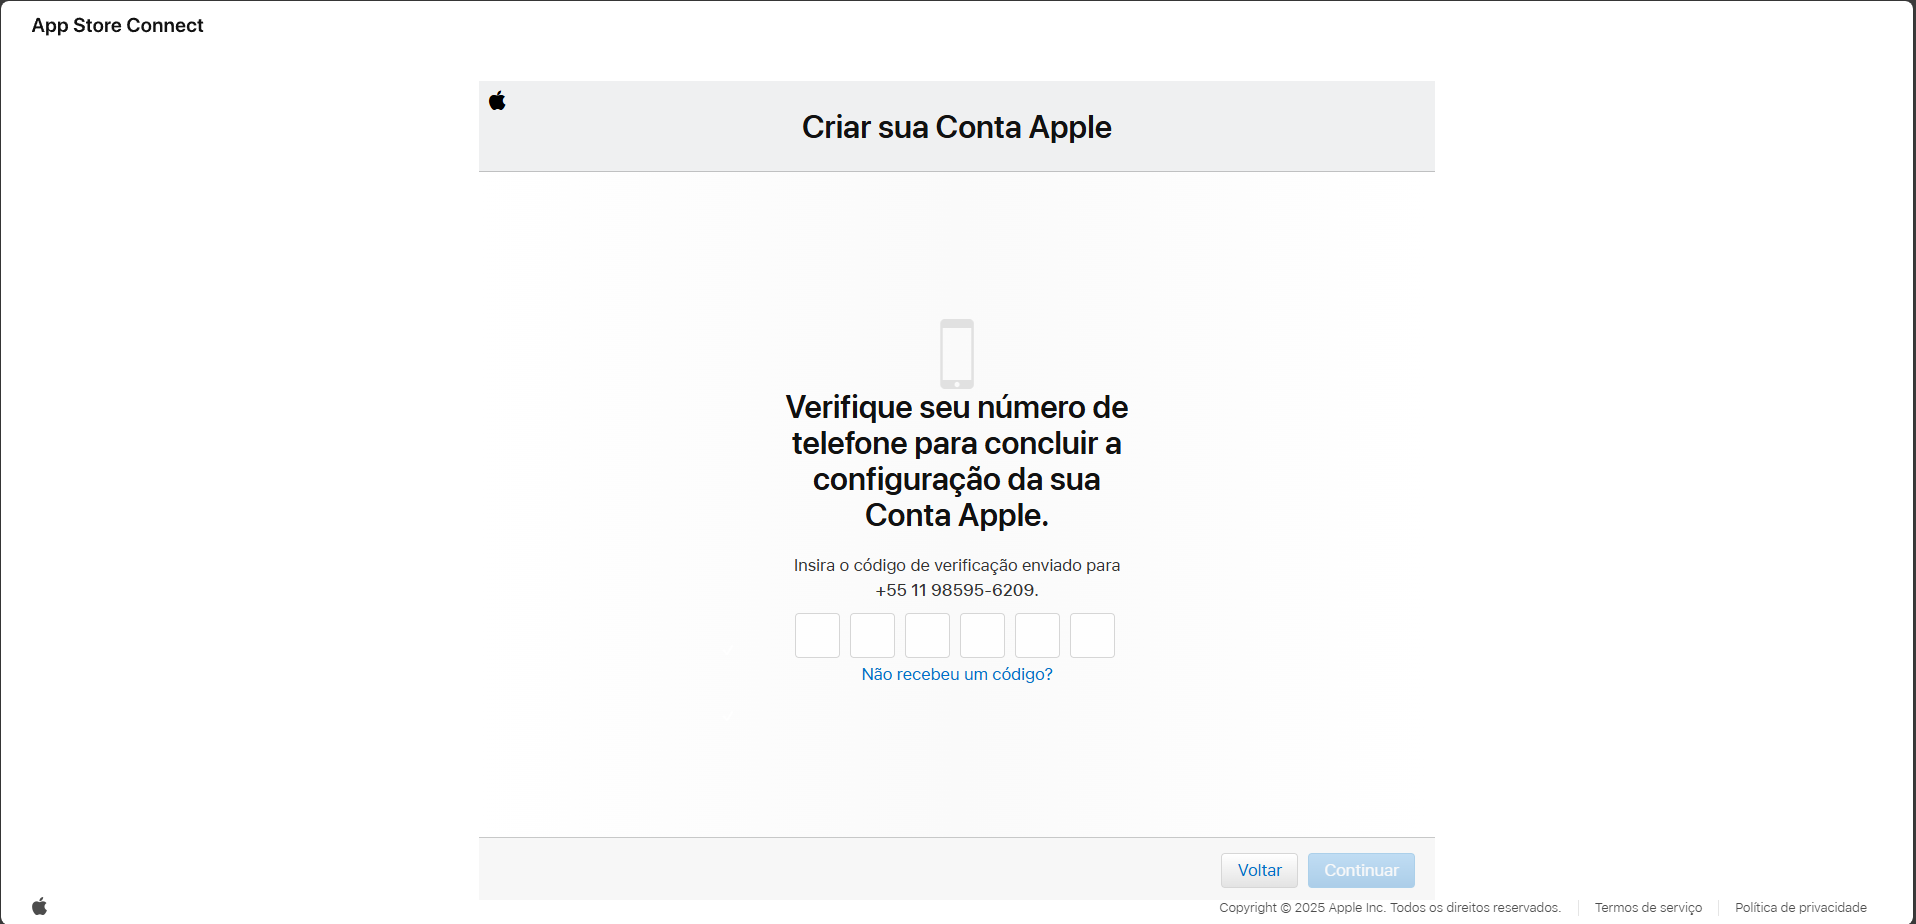 App Store Connect
Criar sua Conta Apple
Verifique seu número de
telefone para concluir a
configuração da sua
Conta Apple.
Insira o código de verificação enviado para
+55 11 98595-6209.
Não recebeu um código?
Voltar
Continuar
Copyright © 2025 Apple Inc. Todos os direitos reservados.
Termos de serviço
Política de privacidade